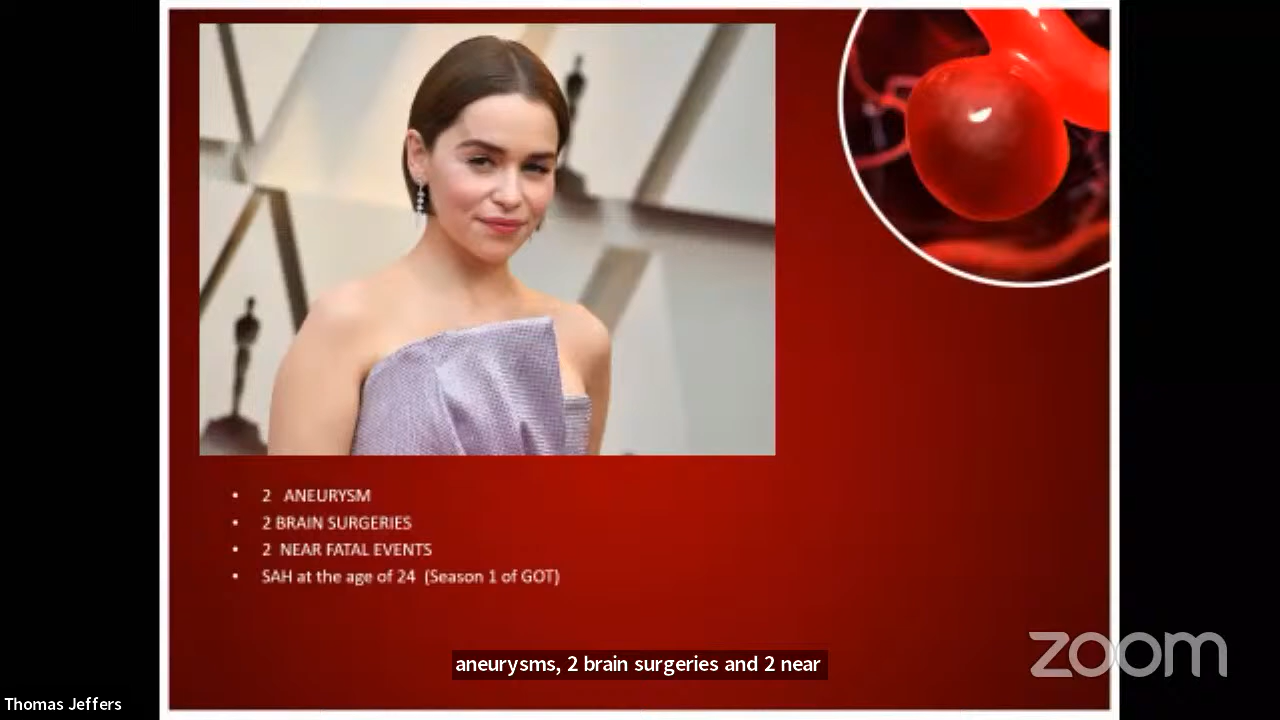 2 ANEURYSM
2 BRAIN SURGERIES
2 NEAR FATAL EVENTS
SAH at the age of 24 (Season 1 of GOT)
aneurysms, 2 brain surgeries and 2 near
zoom
Thomas Jeffers